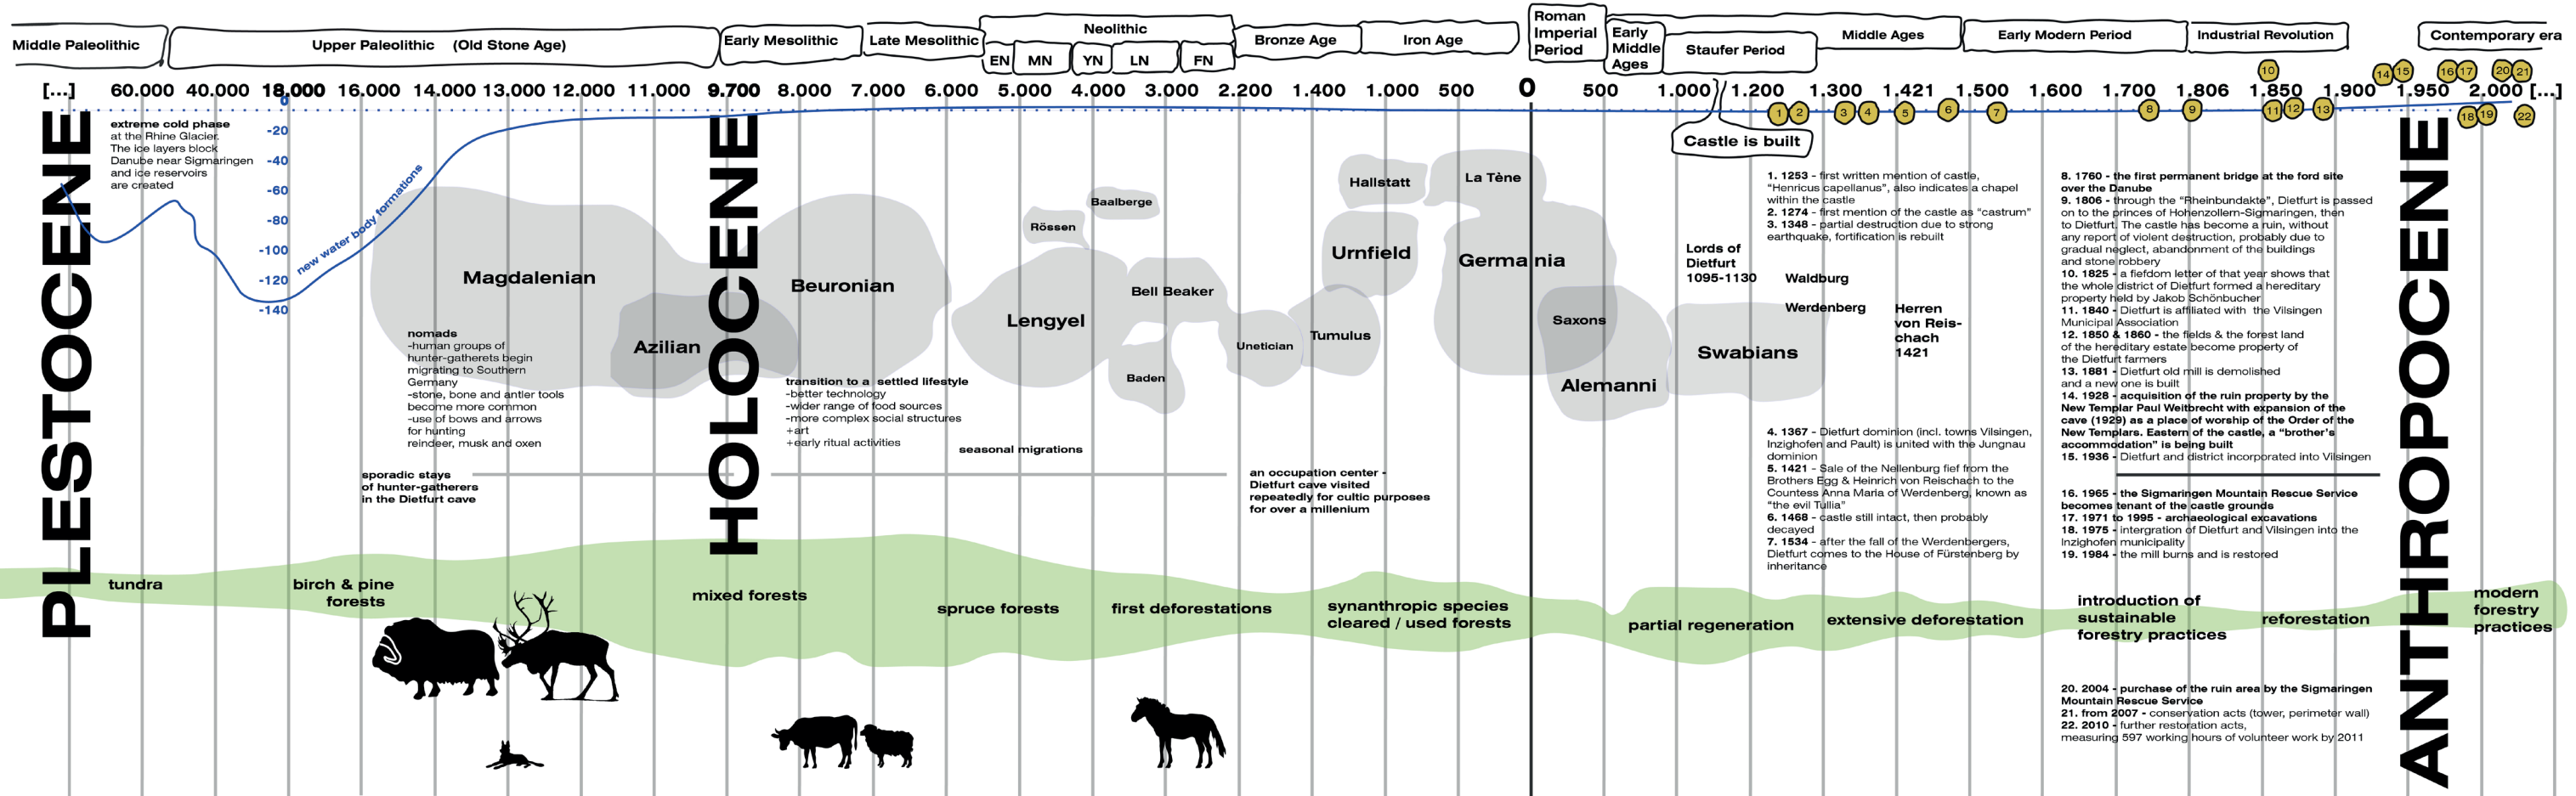 Middle Paleolithic
Upper Paleolithic (Old Stone Age)
Early Mesolithic
Late Mesolithic
Neolithic
EN
MN
YN
LN
FN
Bronze Age
Iron Age
Roman
Imperial
Period
Early
Middle
Ages
Staufer Period
Middle Ages
Early Modern Period
Industrial Revolution
Contemporary era
[...] 60.000 40.000 18.000 16.000 14.000 13.000 12.000 11.000 9.700 8.000 7.000 6.000 5.000 4.000 3.000 2.200 1.400 1.000 500 0 500 1.000 1.200 1.300 1.421 1.500 1.600 1.700 1.806 1.850 1.900 1.950 2.000 [...]
10
14
15
16
17
20
21
1
2
3
4
5
6
7
8
9
11
12
13
18
19
22
Castle is built
0
-20
-40
-60
-80
-100
-120
-140
new water body formations
PLESTOCENE
HOLOCENE
ANTHROPOCENE
extreme cold phase
at the Rhine Glacier.
The ice layers block
Danube near Sigmaringen
and ice reservoirs
are created
Magdalenian
Azilian
Beuronian
Rössen
Baalberge
Lengyel
Bell Beaker
Baden
Unetician
Tumulus
Hallstatt
Urnfield
La Tène
Germania
Saxons
Alemanni
Swabians
Lords of
Dietfurt
1095-1130
Waldburg
Werdenberg
Herren
von Reis-
chach
1421
nomads
-human groups of
hunter-gatherets begin
migrating to Southern
Germany
-stone, bone and antler tools
become more common
-use of bows and arrows
for hunting
reindeer, musk and oxen
transition to a settled lifestyle
-better technology
-wider range of food sources
-more complex social structures
+art
+early ritual activities
seasonal migrations
sporadic stays
of hunter-gatherers
in the Dietfurt cave
an occupation center -
Dietfurt cave visited
repeatedly for cultic purposes
for over a millenium
1. 1253 - first written mention of castle,
“Henricus capellanus”, also indicates a chapel
within the castle
2. 1274 - first mention of the castle as “castrum”
3. 1348 - partial destruction due to strong
earthquake, fortification is rebuilt
4. 1367 - Dietfurt dominion (incl. towns Vilsingen,
Inzighofen and Pault) is united with the Jungnau
dominion
5. 1421 - Sale of the Nellenburg fief from the
Brothers Egg & Heinrich von Reischach to the
Countess Anna Maria of Werdenberg, known as
“the evil Tullia”
6. 1468 - castle still intact, then probably
decayed
7. 1534 - after the fall of the Werdenbergers,
Dietfurt comes to the House of Fürstenberg by
inheritance
8. 1760 - the first permanent bridge at the ford site
over the Danube
9. 1806 - through the “Rheinbundakte”, Dietfurt is passed
on to the princes of Hohenzollern-Sigmaringen, then
to Dietfurt. The castle has become a ruin, without
any report of violent destruction, probably due to
gradual neglect, abandonment of the buildings
and stone robbery
10. 1825 - a fiefdom letter of that year shows that
the whole district of Dietfurt formed a hereditary
property held by Jakob Schönbucher
11. 1840 - Dietfurt is affiliated with the Vilsingen
Municipal Association
12. 1850 & 1860 - the fields & the forest land
of the hereditary estate become property of
the Dietfurt farmers
13. 1881 - Dietfurt old mill is demolished
and a new one is built
14. 1928 - acquisition of the ruin property by the
New Templar Paul Weitbrecht with expansion of the
cave (1929) as a place of worship of the Order of the
New Templars. Eastern of the castle, a “brother's
accommodation” is being built
15. 1936 - Dietfurt and district incorporated into Vilsingen
16. 1965 - the Sigmaringen Mountain Rescue Service
becomes tenant of the castle grounds
17. 1971 to 1995 - archaeological excavations
18. 1975 - intergration of Dietfurt and Vilsingen into the
Inzighofen municipality
19. 1984 - the mill burns and is restored
tundra
birch & pine
forests
mixed forests
spruce forests
first deforestations
synanthropic species
cleared / used forests
partial regeneration
extensive deforestation
introduction of
sustainable
forestry practices
reforestation
modern
forestry
practices
20. 2004 - purchase of the ruin area by the Sigmaringen
Mountain Rescue Service
21. from 2007 - conservation acts (tower, perimeter wall)
22. 2010 - further restoration acts,
measuring 597 working hours of volunteer work by 2011